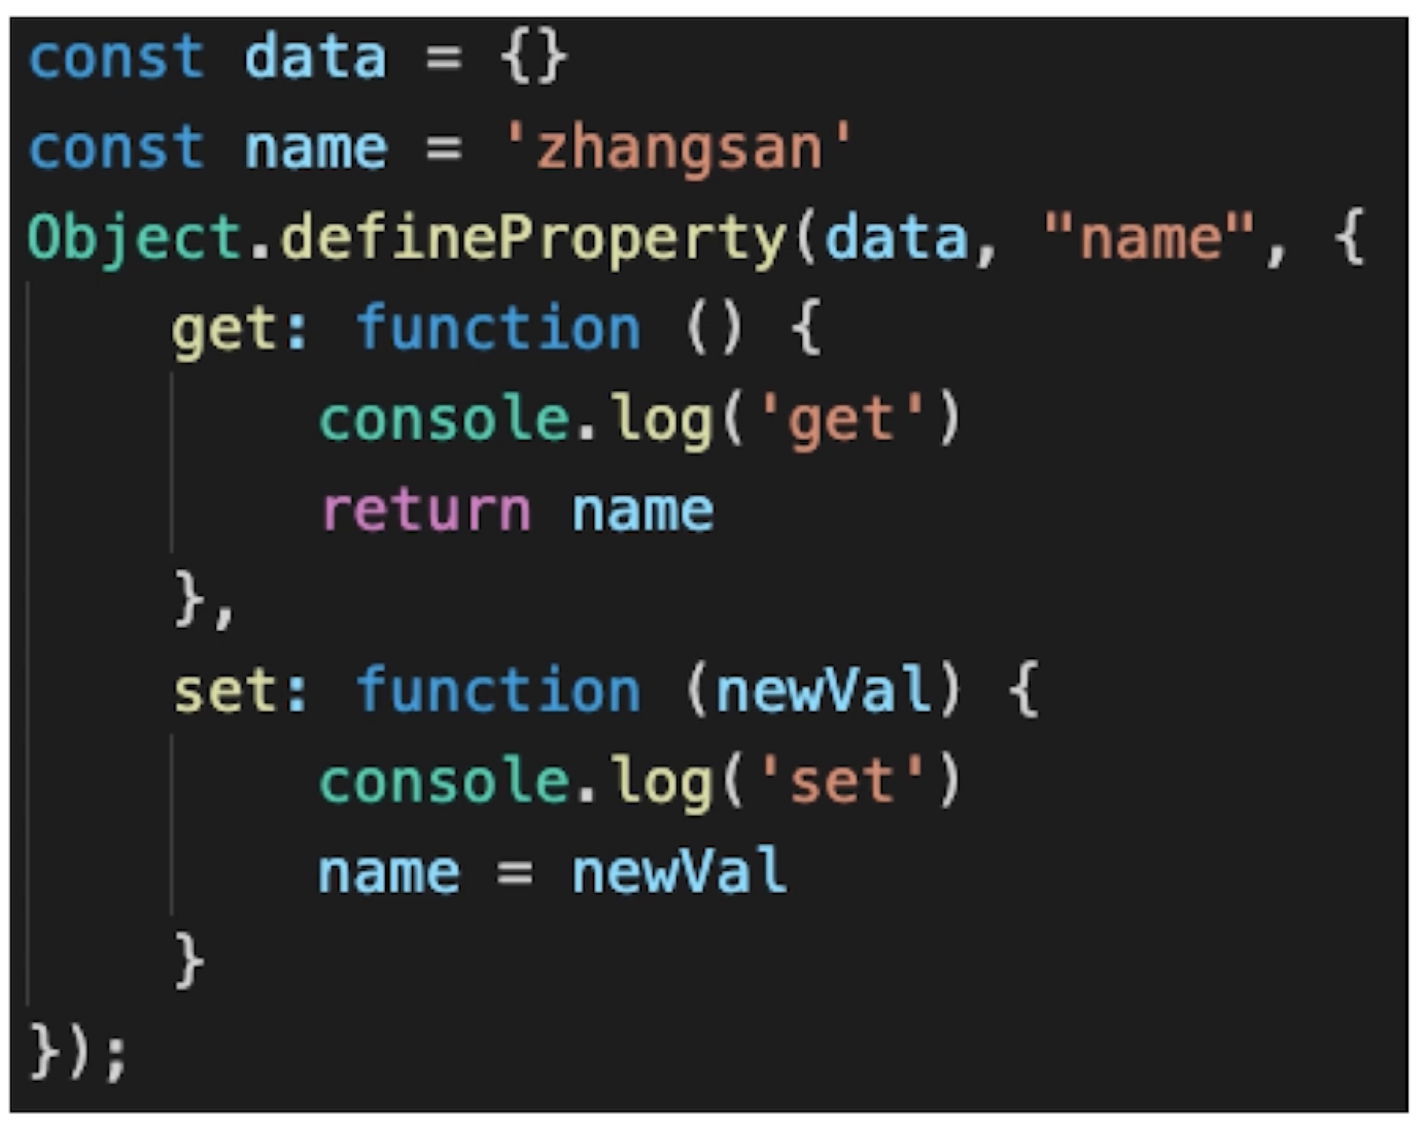 const data = {}
const name = 'zhangsan'
Object.defineProperty(data, "name", {
    get: function () {
        console.log('get')
        return name
    },
    set: function (newVal) {
        console.log('set')
        name = newVal
    }
});